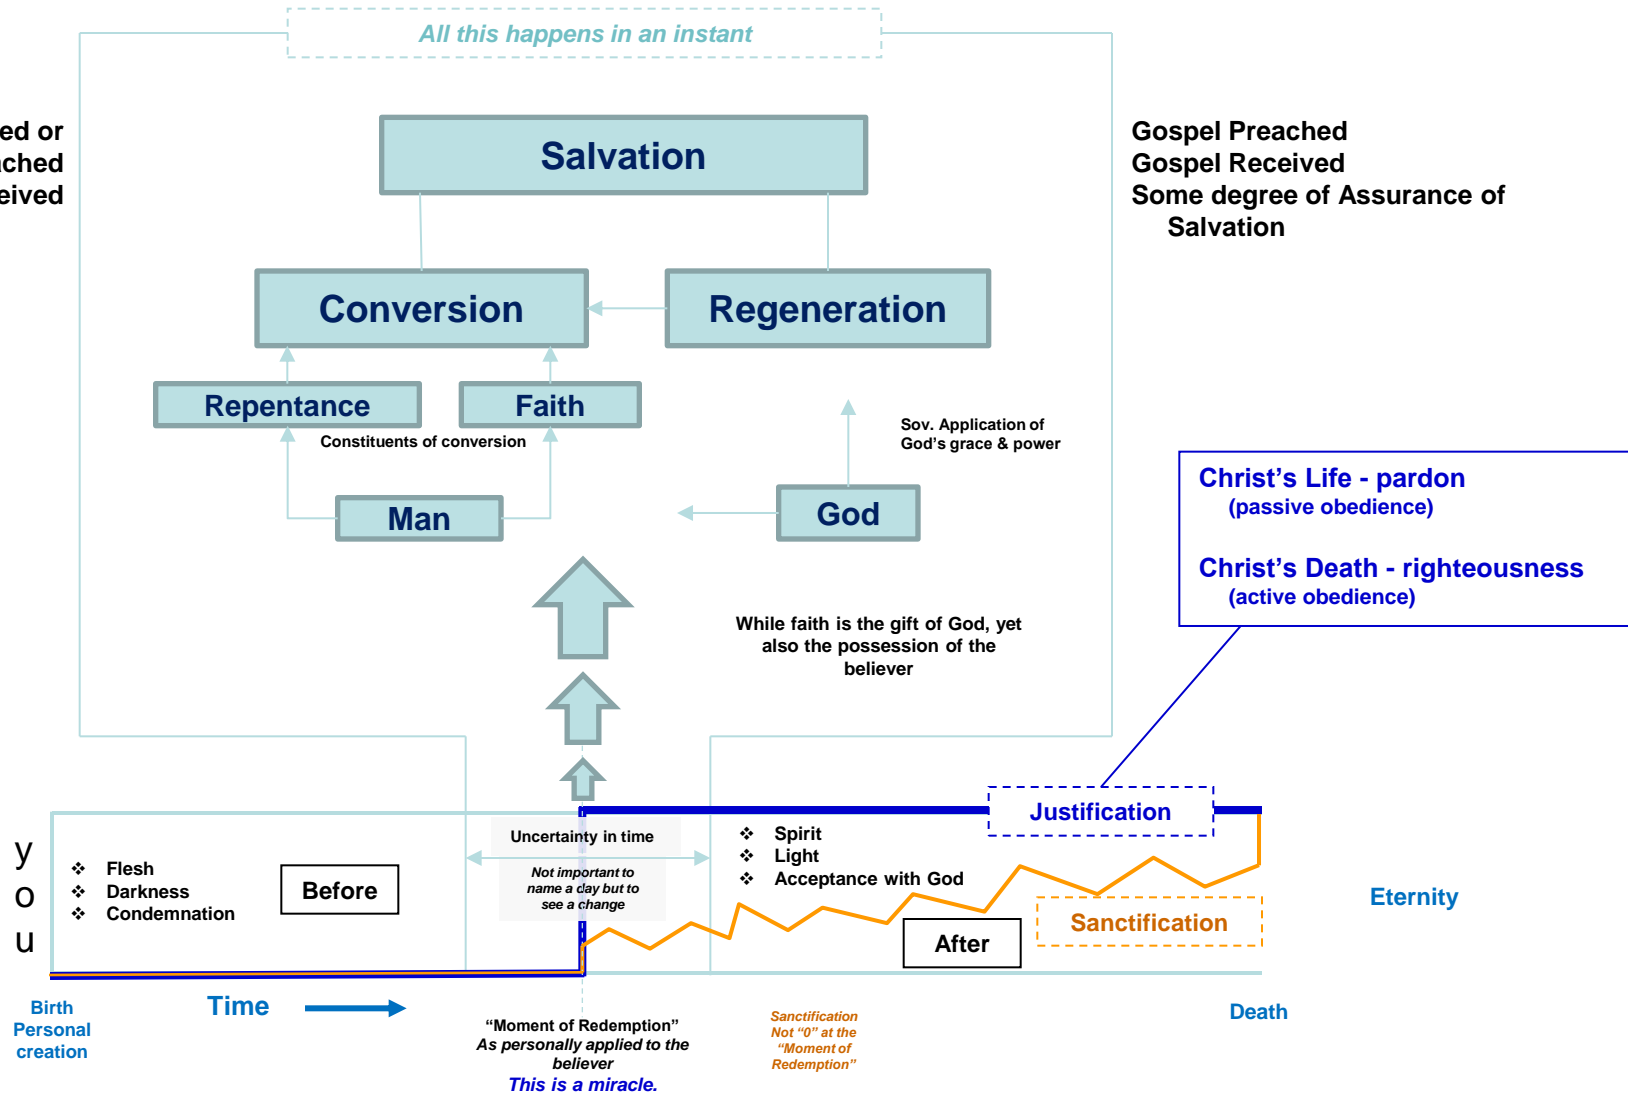 All this happens in an instant
ed or
ached
eived
Salvation
Gospel Preached
Gospel Received
Some degree of Assurance of
Salvation
Conversion
Regeneration
Repentance
Faith
Constituents of conversion
Sov. Application of
God's grace & power
Man
God
Christ's Life - pardon
(passive obedience)
Christ's Death - righteousness
(active obedience)
While faith is the gift of God, yet
also the possession of the
believer
Justification
y
o
u
❖ Flesh
❖ Darkness
❖ Condemnation
Before
Uncertainty in time
Not important to
name a day but to
see a change
❖ Spirit
❖ Light
❖ Acceptance with God
After
Sanctification
Eternity
Birth
Personal
creation
Time
“Moment of Redemption”
As personally applied to the
believer
This is a miracle.
Sanctification
Not “0” at the
“Moment of
Redemption”
Death